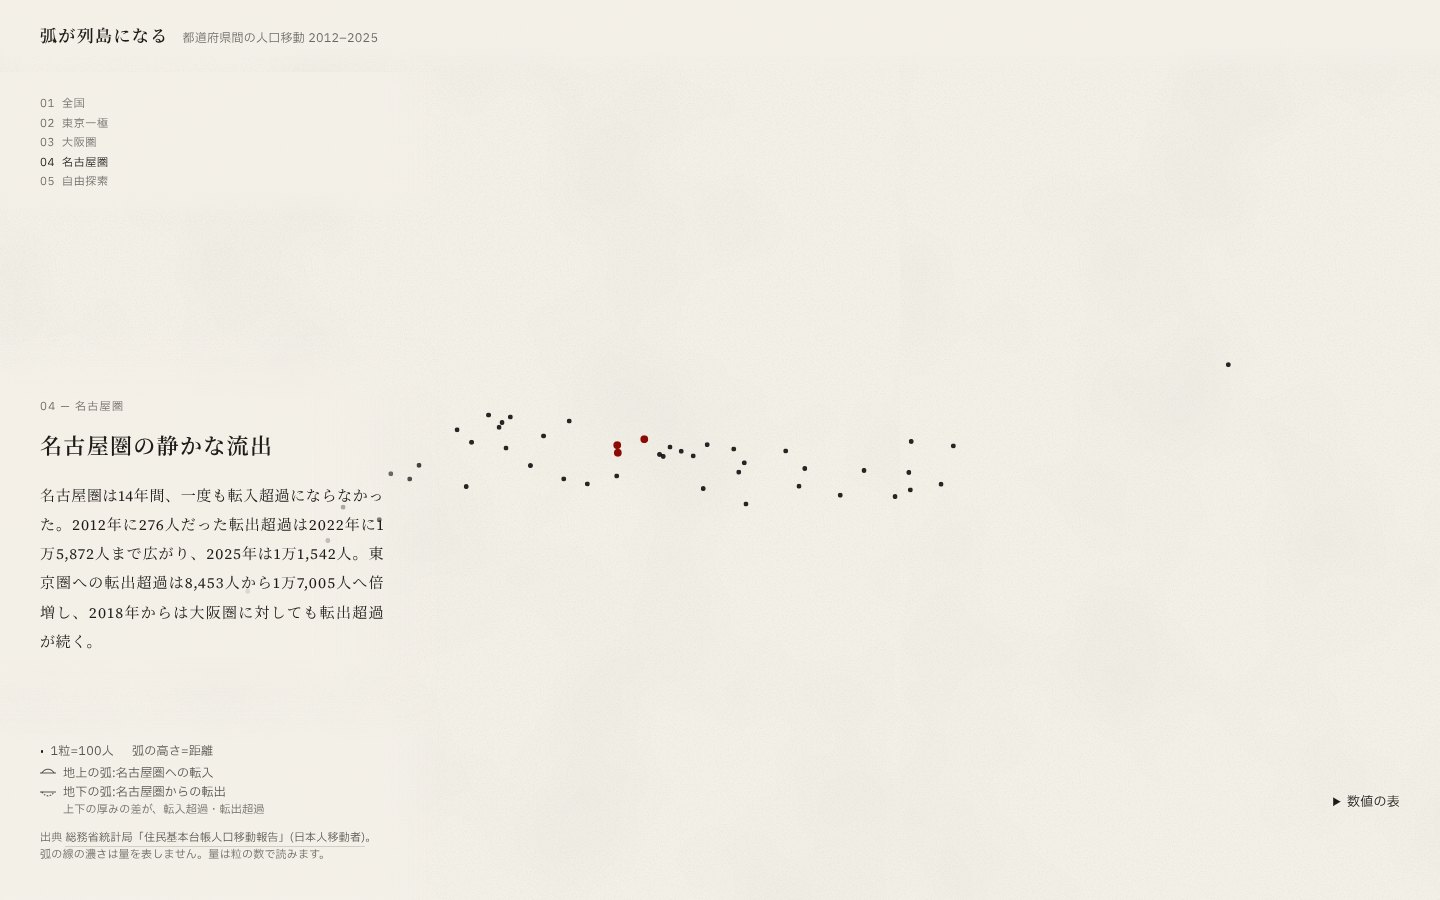 弧が列島になる 都道府県間の人口移動 2012–2025
01 全国
02 東京一極
03 大阪圏
04 名古屋圏
05 自由探索
04 — 名古屋圏
名古屋圏の静かな流出
名古屋圏は14年間、一度も転入超過にならなかっ
た。2012年に276人だった転出超過は2022年に1
万5,872人まで広がり、2025年は1万1,542人。東
京圏への転出超過は8,453人から1万7,005人へ倍
増し、2018年からは大阪圏に対しても転出超過
が続く。
1粒=100人 弧の高さ=距離
地上の弧:名古屋圏への転入
地下の弧:名古屋圏からの転出
上下の厚みの差が、転入超過・転出超過
▶ 数値の表
出典 総務省統計局「住民基本台帳人口移動報告」(日本人移動者)。
弧の線の濃さは量を表しません。量は粒の数で読みます。